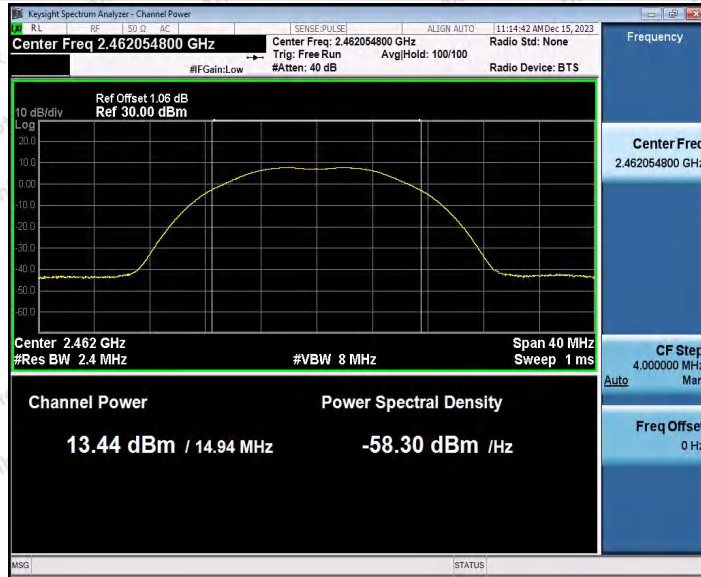 Keysight Spectrum Analyzer - Channel Power
RL RF 50 Ω AC SENSE:PULSE ALIGN AUTO 11:14:42 AM Dec 15, 2023
Center Freq 2.462054800 GHz
Center Freq: 2.462054800 GHz Radio Std: None
Trig: Free Run Avg|Hold: 100/100
#IFGain:Low #Atten: 40 dB Radio Device: BTS
Ref Offset 1.06 dB
10 dB/div Ref 30.00 dBm
Log
20.0
10.0
0.00
-10.0
-20.0
-30.0
-40.0
-50.0
-60.0
Center 2.462 GHz Span 40 MHz
#Res BW 2.4 MHz #VBW 8 MHz Sweep 1 ms
Channel Power Power Spectral Density
13.44 dBm / 14.94 MHz -58.30 dBm /Hz
MSG STATUS
Frequency
Center Freq
2.462054800 GHz
CF Step
4.000000 MHz
Auto Man
Freq Offset
0 Hz